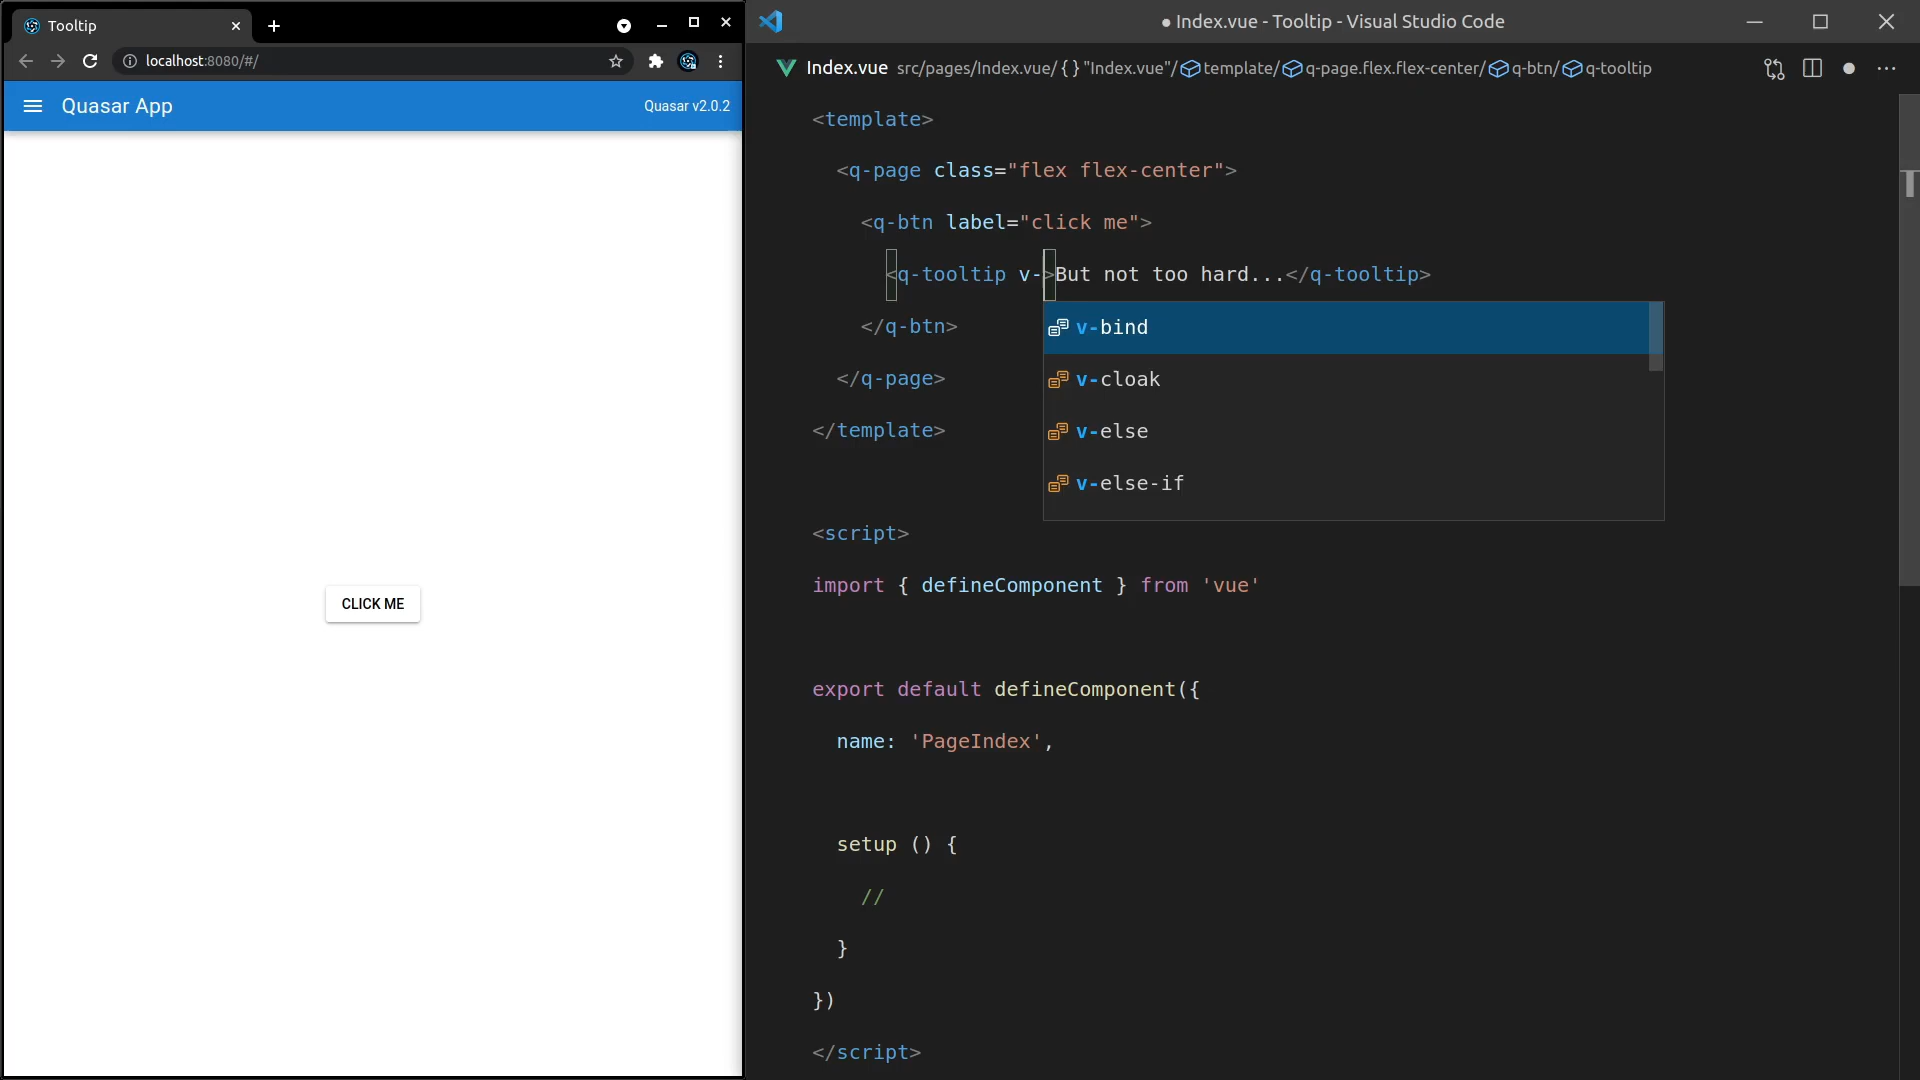 Tooltip
localhost:8080/#/
Quasar App
Quasar v2.0.2
CLICK ME
● Index.vue - Tooltip - Visual Studio Code
Index.vue src/pages/Index.vue/ { } "Index.vue"/ template/ q-page.flex.flex-center/ q-btn/ q-tooltip
<template>
<q-page class="flex flex-center">
<q-btn label="click me">
<q-tooltip v->But not too hard...</q-tooltip>
</q-btn>
</q-page>
</template>
v-bind
v-cloak
v-else
v-else-if
<script>
import { defineComponent } from 'vue'
export default defineComponent({
name: 'PageIndex',
setup () {
//
}
})
</script>